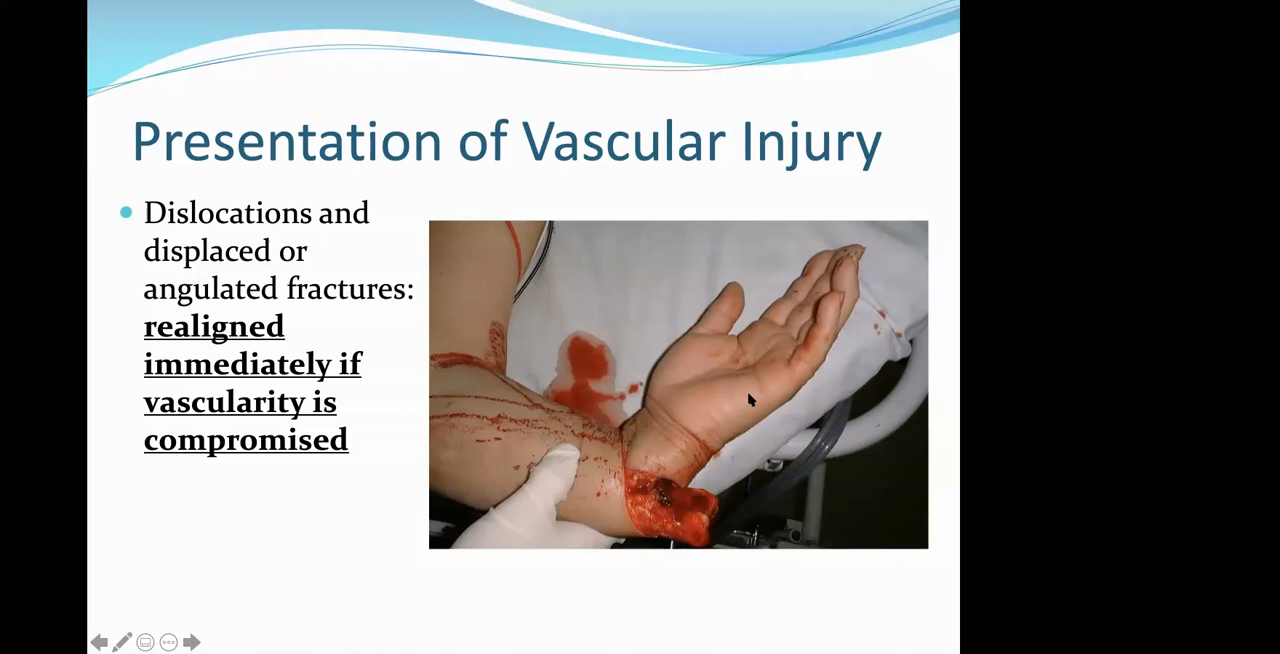 Presentation of Vascular Injury
Dislocations and
displaced or
angulated fractures:
realigned
immediately if
vascularity is
compromised